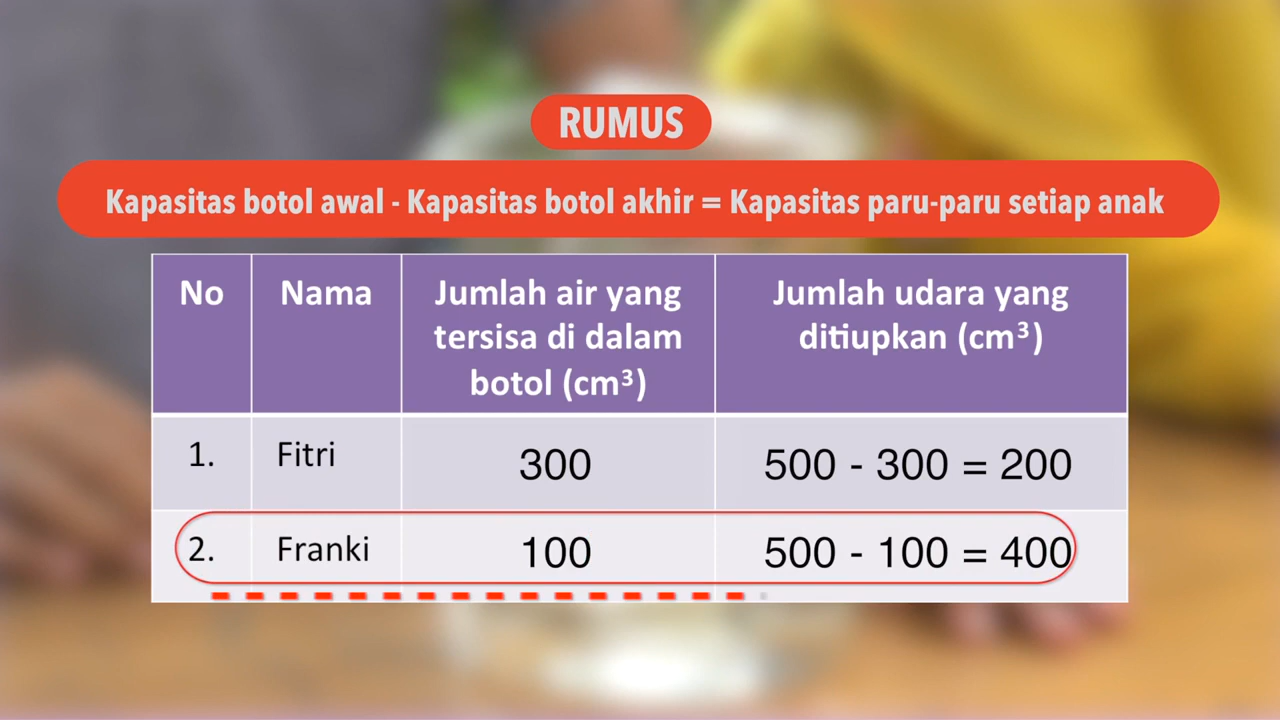 RUMUS
Kapasitas botol awal - Kapasitas botol akhir = Kapasitas paru-paru setiap anak
No
Nama
Jumlah air yang
tersisa di dalam
botol (cm³)
Jumlah udara yang
ditiupkan (cm³)
1.
Fitri
300
500 - 300 = 200
2.
Franki
100
500 - 100 = 400